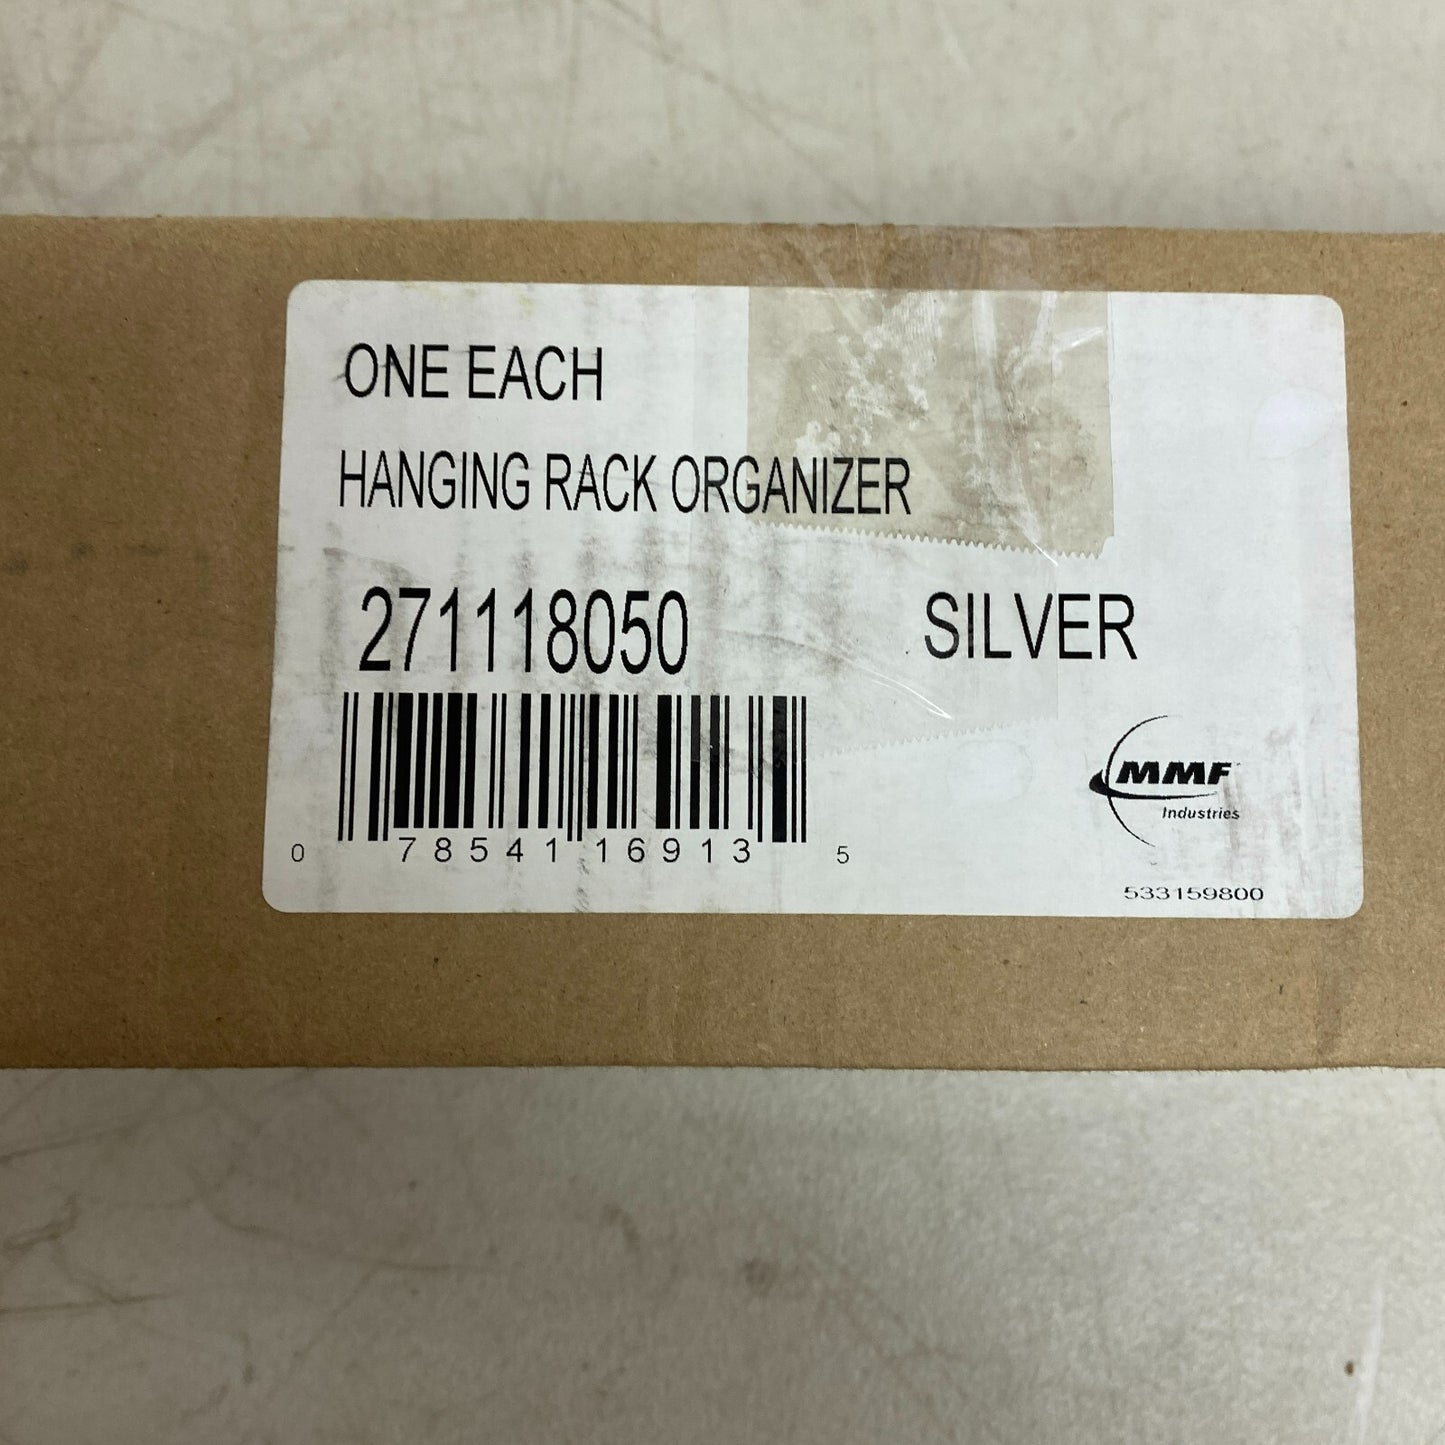 ONE EACH
HANGING RACK ORGANIZER
271118050 SILVER
0 78541 16913 5
MMF
Industries
533159800